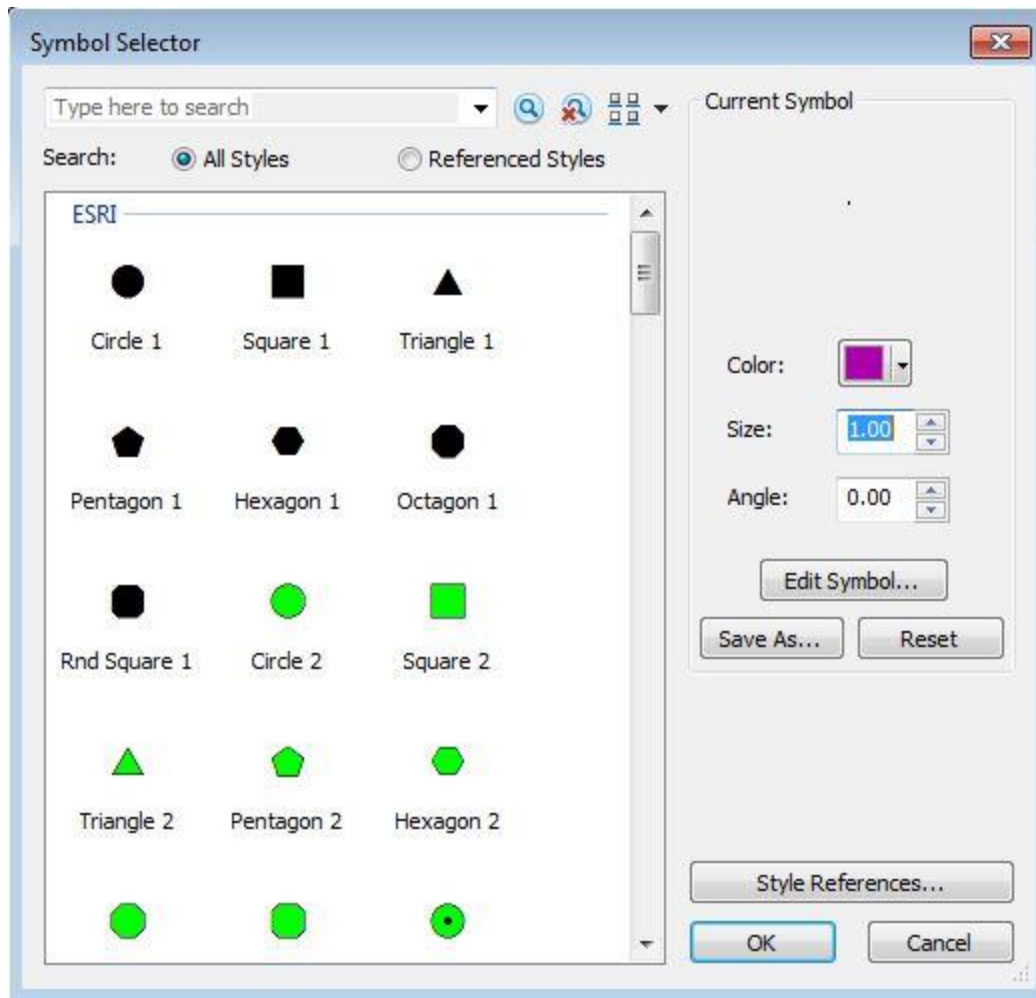 Symbol Selector
Type here to search
Search: All Styles Referenced Styles
ESRI
Circle 1 Square 1 Triangle 1
Pentagon 1 Hexagon 1 Octagon 1
Rnd Square 1 Circle 2 Square 2
Triangle 2 Pentagon 2 Hexagon 2
Current Symbol
Color:
Size: 1.00
Angle: 0.00
Edit Symbol...
Save As... Reset
Style References...
OK Cancel